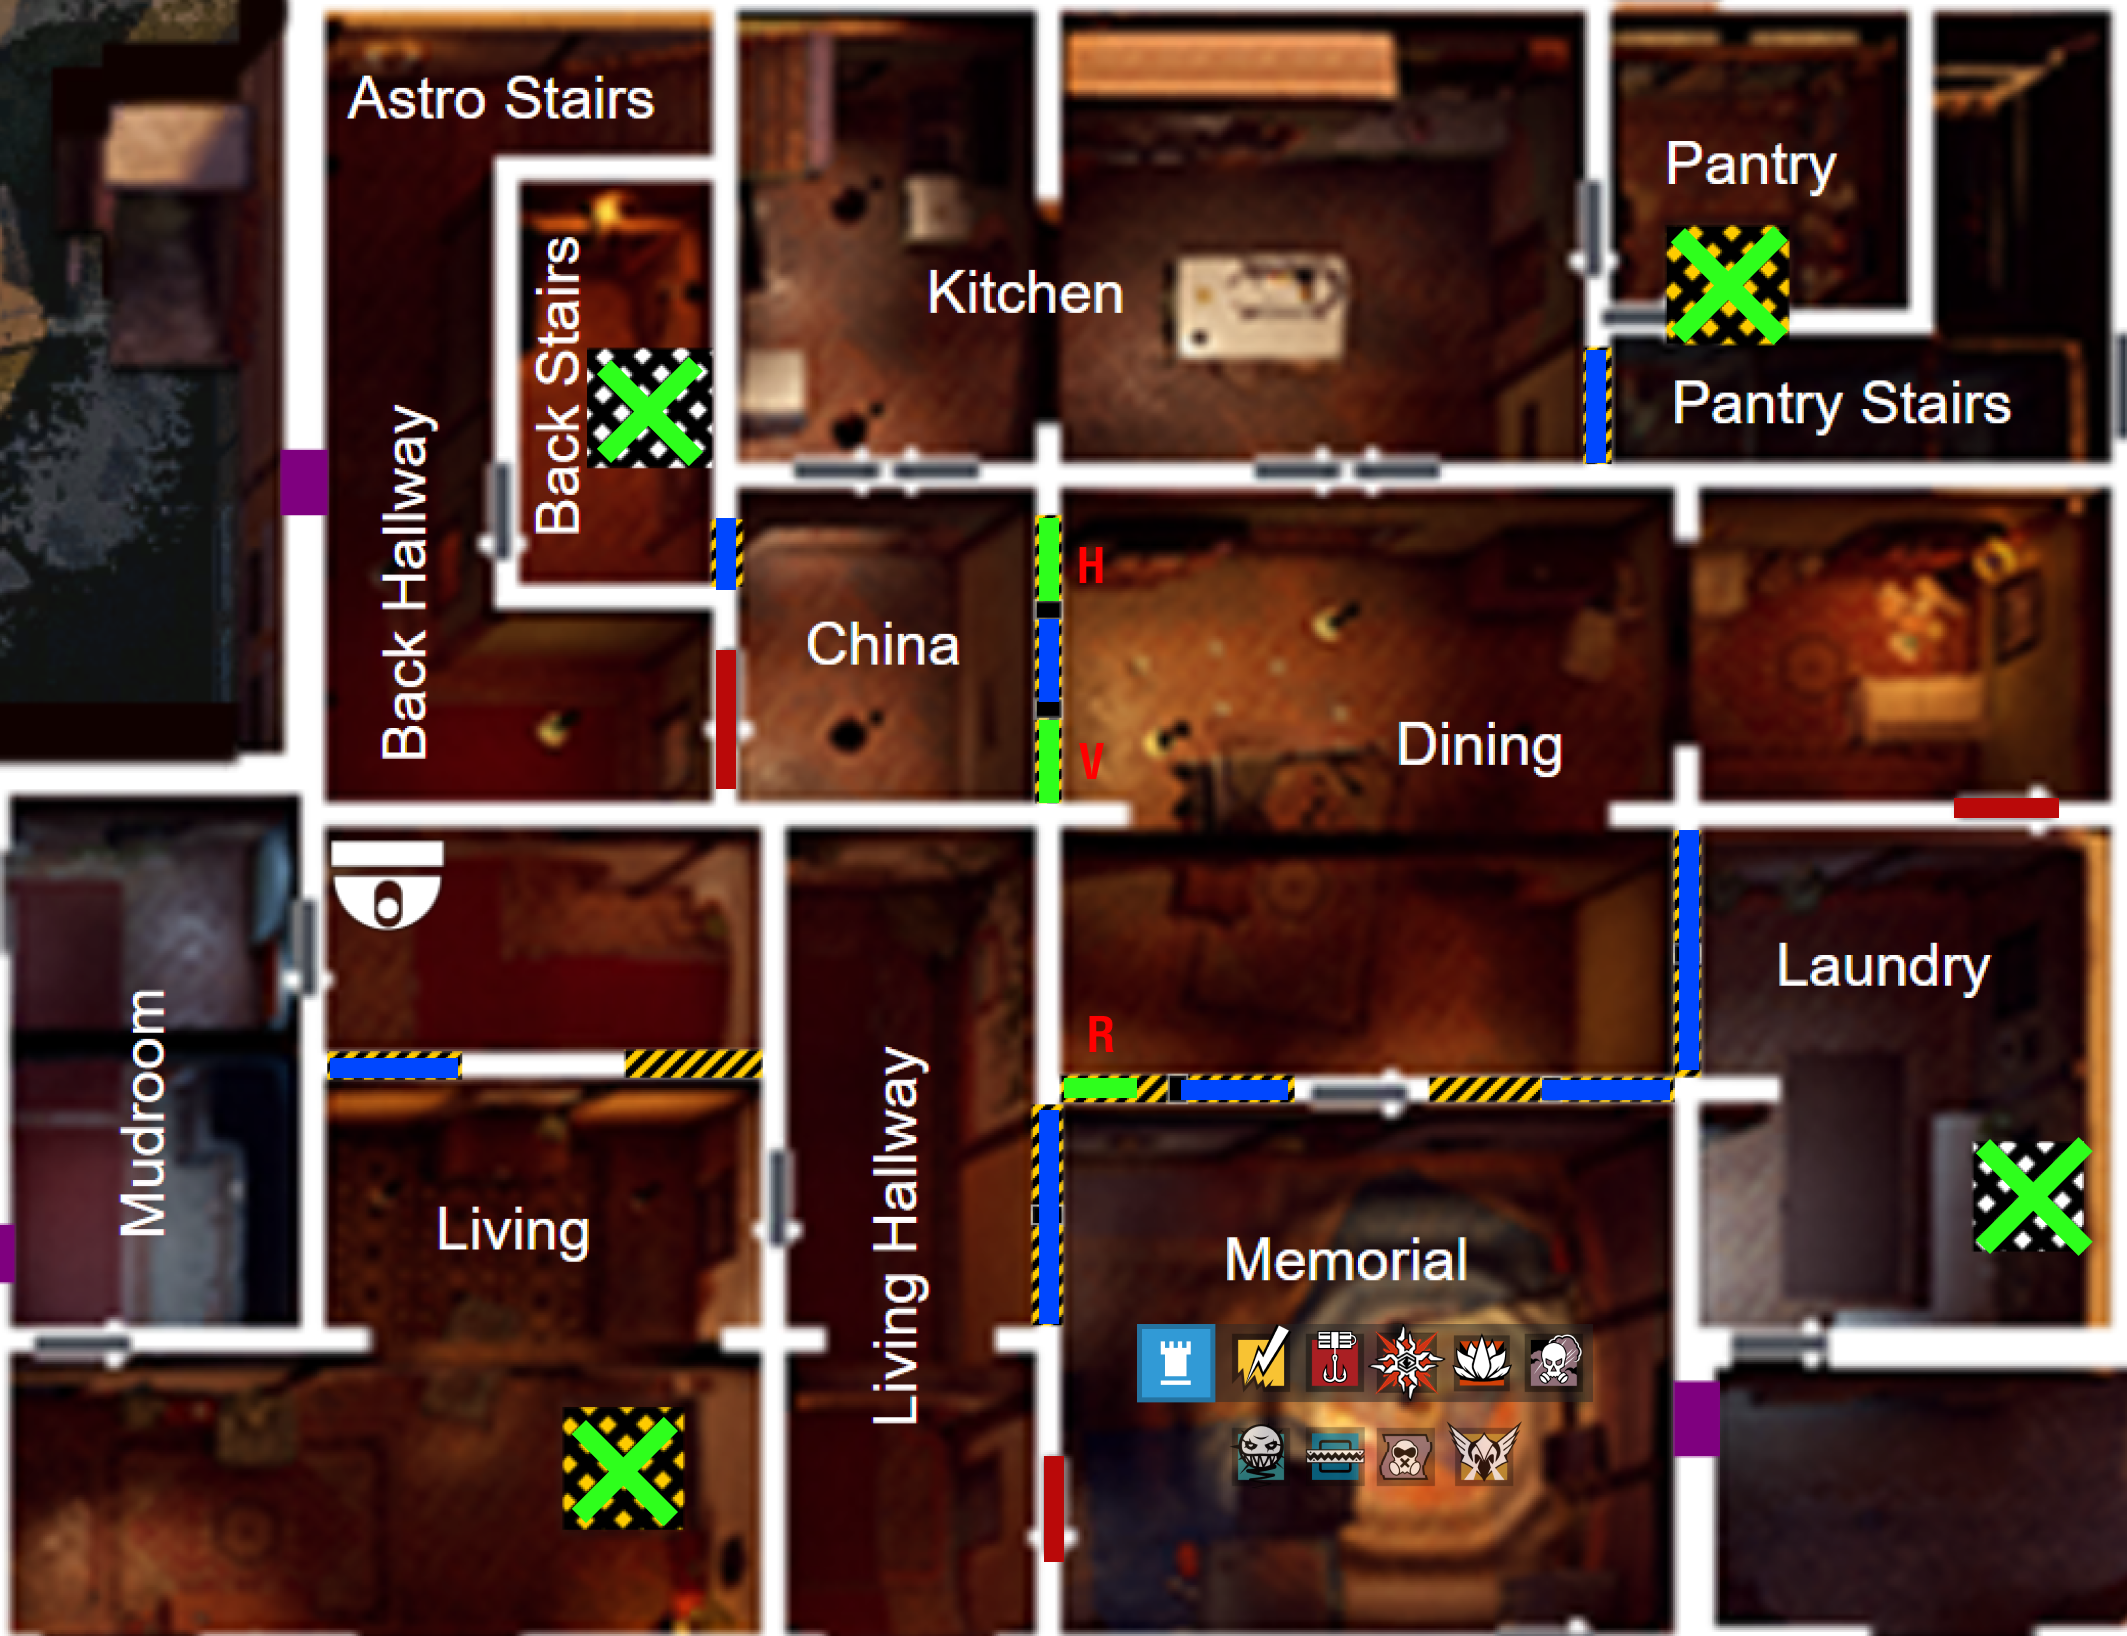 Astro Stairs
Pantry
Back Stairs
Kitchen
Pantry Stairs
Back Hallway
H
China
V
Dining
Laundry
R
Mudroom
Living
Living Hallway
Memorial